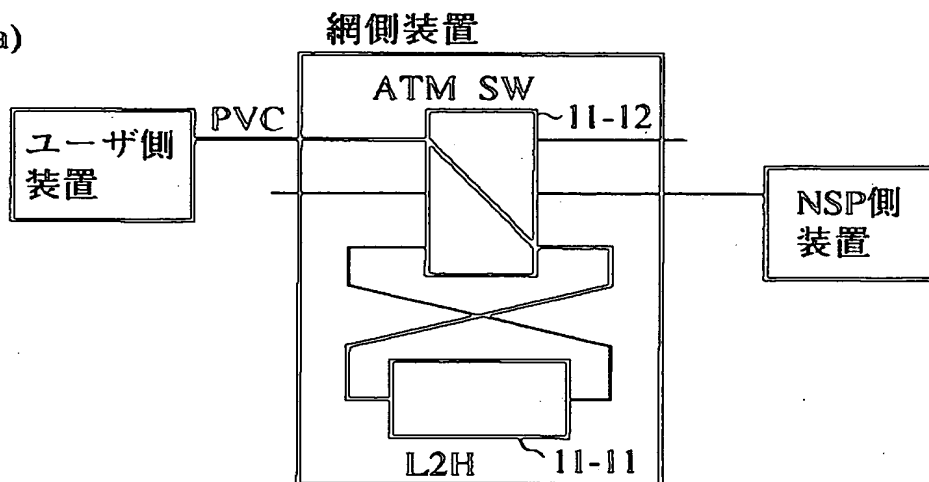 a)
網側装置
ATM SW
11-12
PVC
ユーザ側
装置
NSP側
装置
L2H
11-11